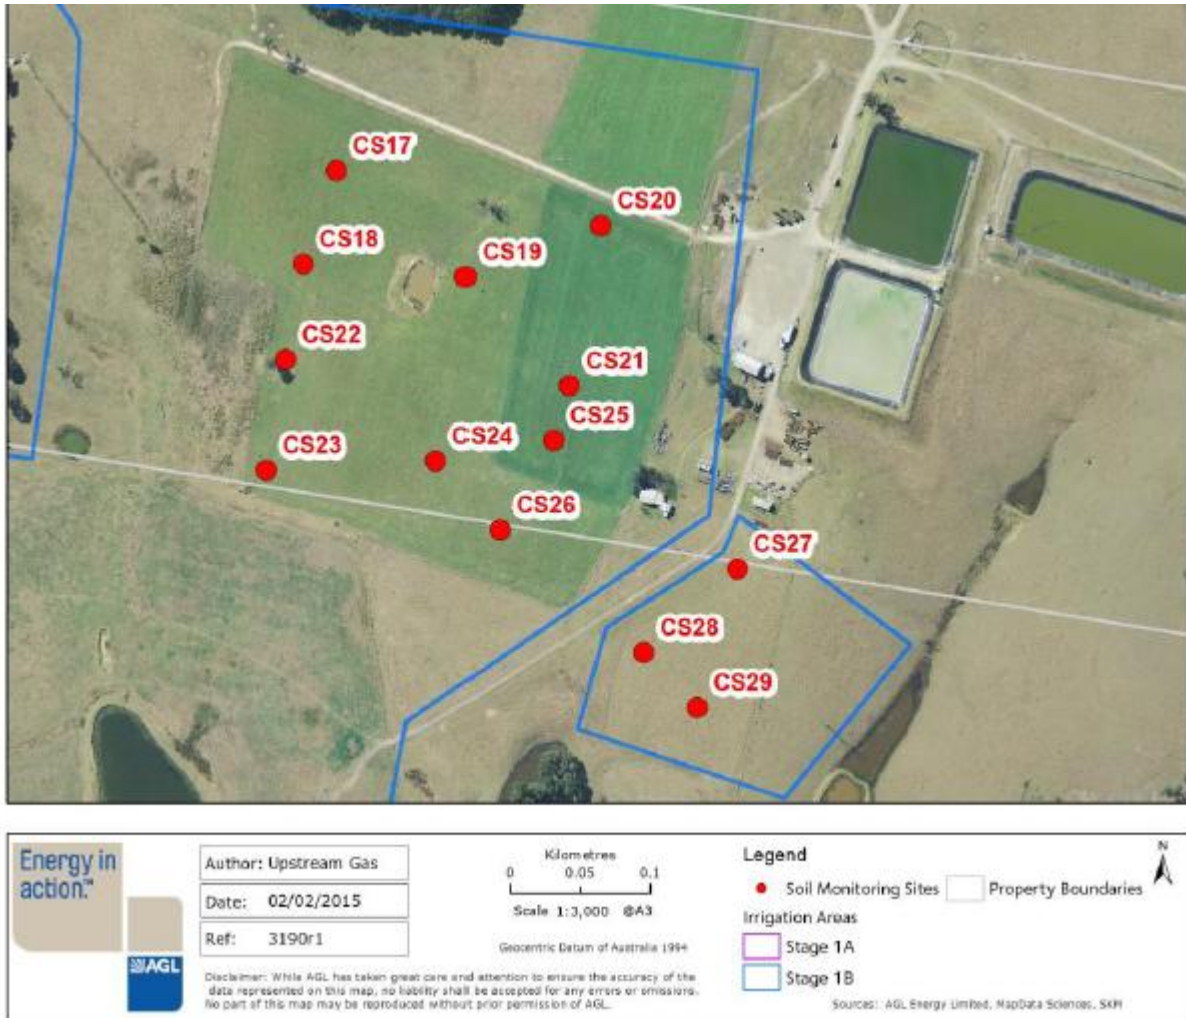 CS17
CS20
CS18
CS19
CS22
CS21
CS25
CS24
CS23
CS26
CS27
CS28
CS29
Energy in
action.™
AGL
Author: Upstream Gas
Date: 02/02/2015
Ref: 3190r1
Kilometres
0 0.05 0.1
Scale 1:3,000 @A3
Geocentric Datum of Australia 1994
Disclaimer: While AGL has taken great care and attention to ensure the accuracy of the
data represented on this map, no liability shall be accepted for any errors or omissions.
No part of this map may be reproduced without prior permission of AGL.
Legend
Soil Monitoring Sites Property Boundaries
Irrigation Areas
Stage 1A
Stage 1B
N
Sources: AGL Energy Limited, MapData Sciences, SKM